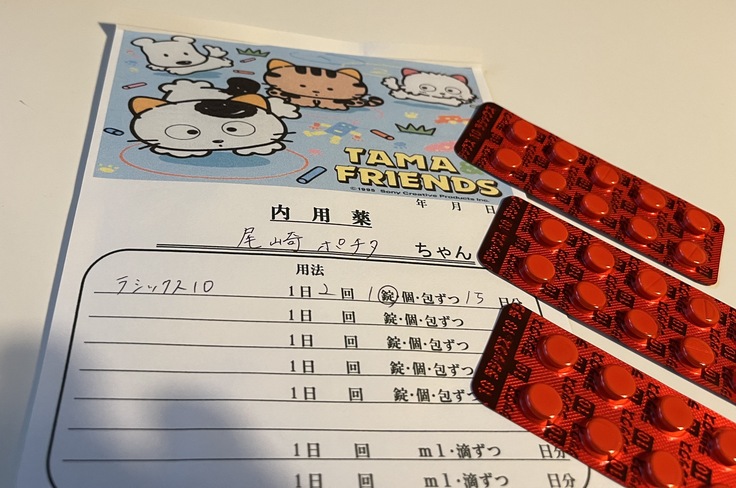 TAMA
FRIENDS
©1995 Sony Creative Products Inc.
年 月 日
内用薬
尾崎 ポチタ ちゃん
用法
ラシックス10 1日 2 回 1 錠・個・包ずつ 15 日分
1日 回 錠・個・包ずつ
1日 回 錠・個・包ずつ
1日 回 錠・個・包ずつ
1日 回 錠・個・包ずつ
1日 回 ml・滴ずつ 日分
1日 回 ml・滴ずつ 日分